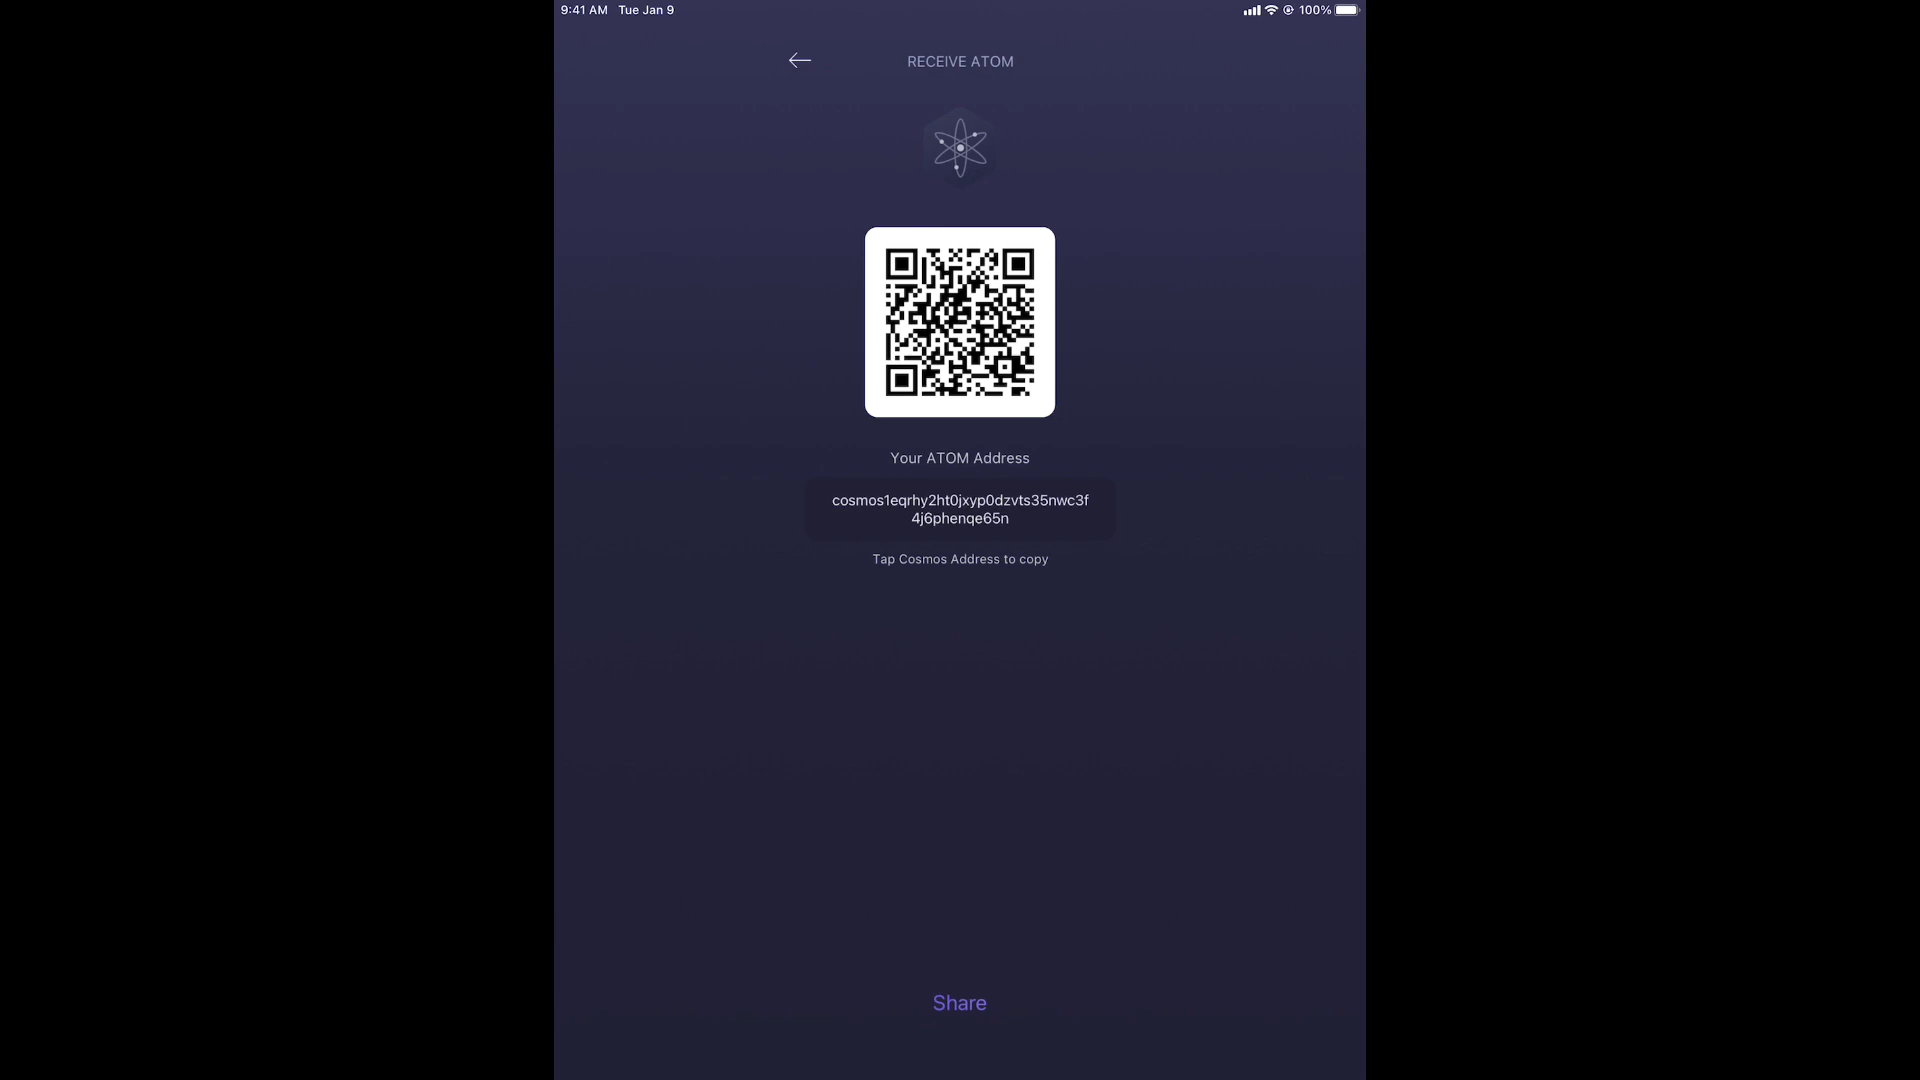 9:41 AM Tue Jan 9 100%
RECEIVE ATOM
Your ATOM Address
cosmos1eqrhy2ht0jxyp0dzvts35nwc3f
4j6phenqe65n
Tap Cosmos Address to copy
Share